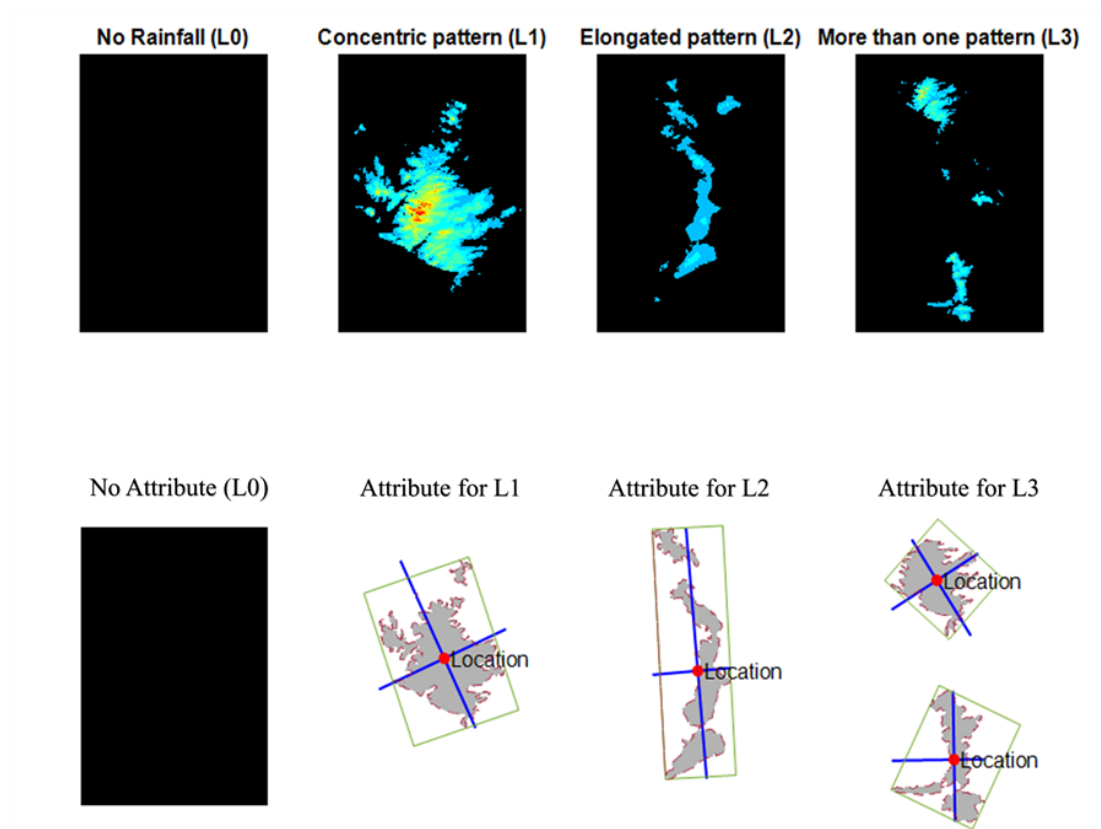 No Rainfall (L0)
Concentric pattern (L1)
Elongated pattern (L2)
More than one pattern (L3)
No Attribute (L0)
Attribute for L1
Attribute for L2
Attribute for L3
Location
Location
Location
Location
Location